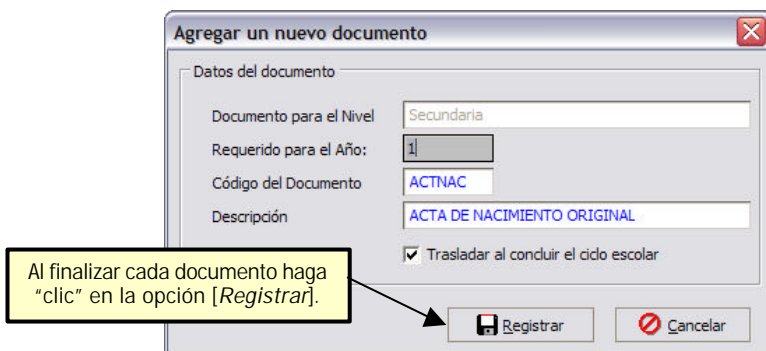 Agregar un nuevo documento
Datos del documento
Documento para el Nivel Secundaria
Requerido para el Año: 1
Código del Documento ACTNAC
Descripción ACTA DE NACIMIENTO ORIGINAL
Trasladar al concluir el ciclo escolar
Al finalizar cada documento haga
“clic” en la opción [Registrar].
Registrar Cancelar